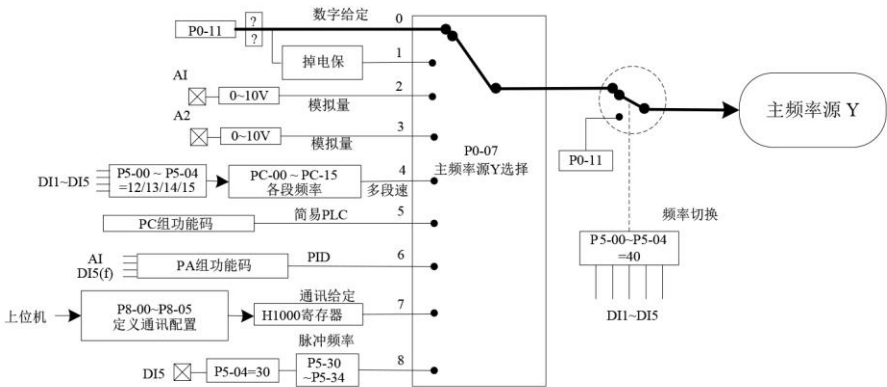 数字给定
0
P0-11
?
?
掉电保
1
AI
0~10V
2
模拟量
A2
0~10V
3
模拟量
DI1~DI5
P5-00 ~ P5-04
=12/13/14/15
PC-00 ~ PC-15
各段频率
4
多段速
PC组功能码
简易PLC
5
AI
DI5(f)
PA组功能码
PID
6
上位机
P8-00~P8-05
定义通讯配置
通讯给定
H1000寄存器
7
脉冲频率
DI5
P5-04=30
P5-30
~P5-34
8
P0-07
主频率源Y选择
P0-11
频率切换
P5-00~P5-04
=40
DI1~DI5
主频率源 Y